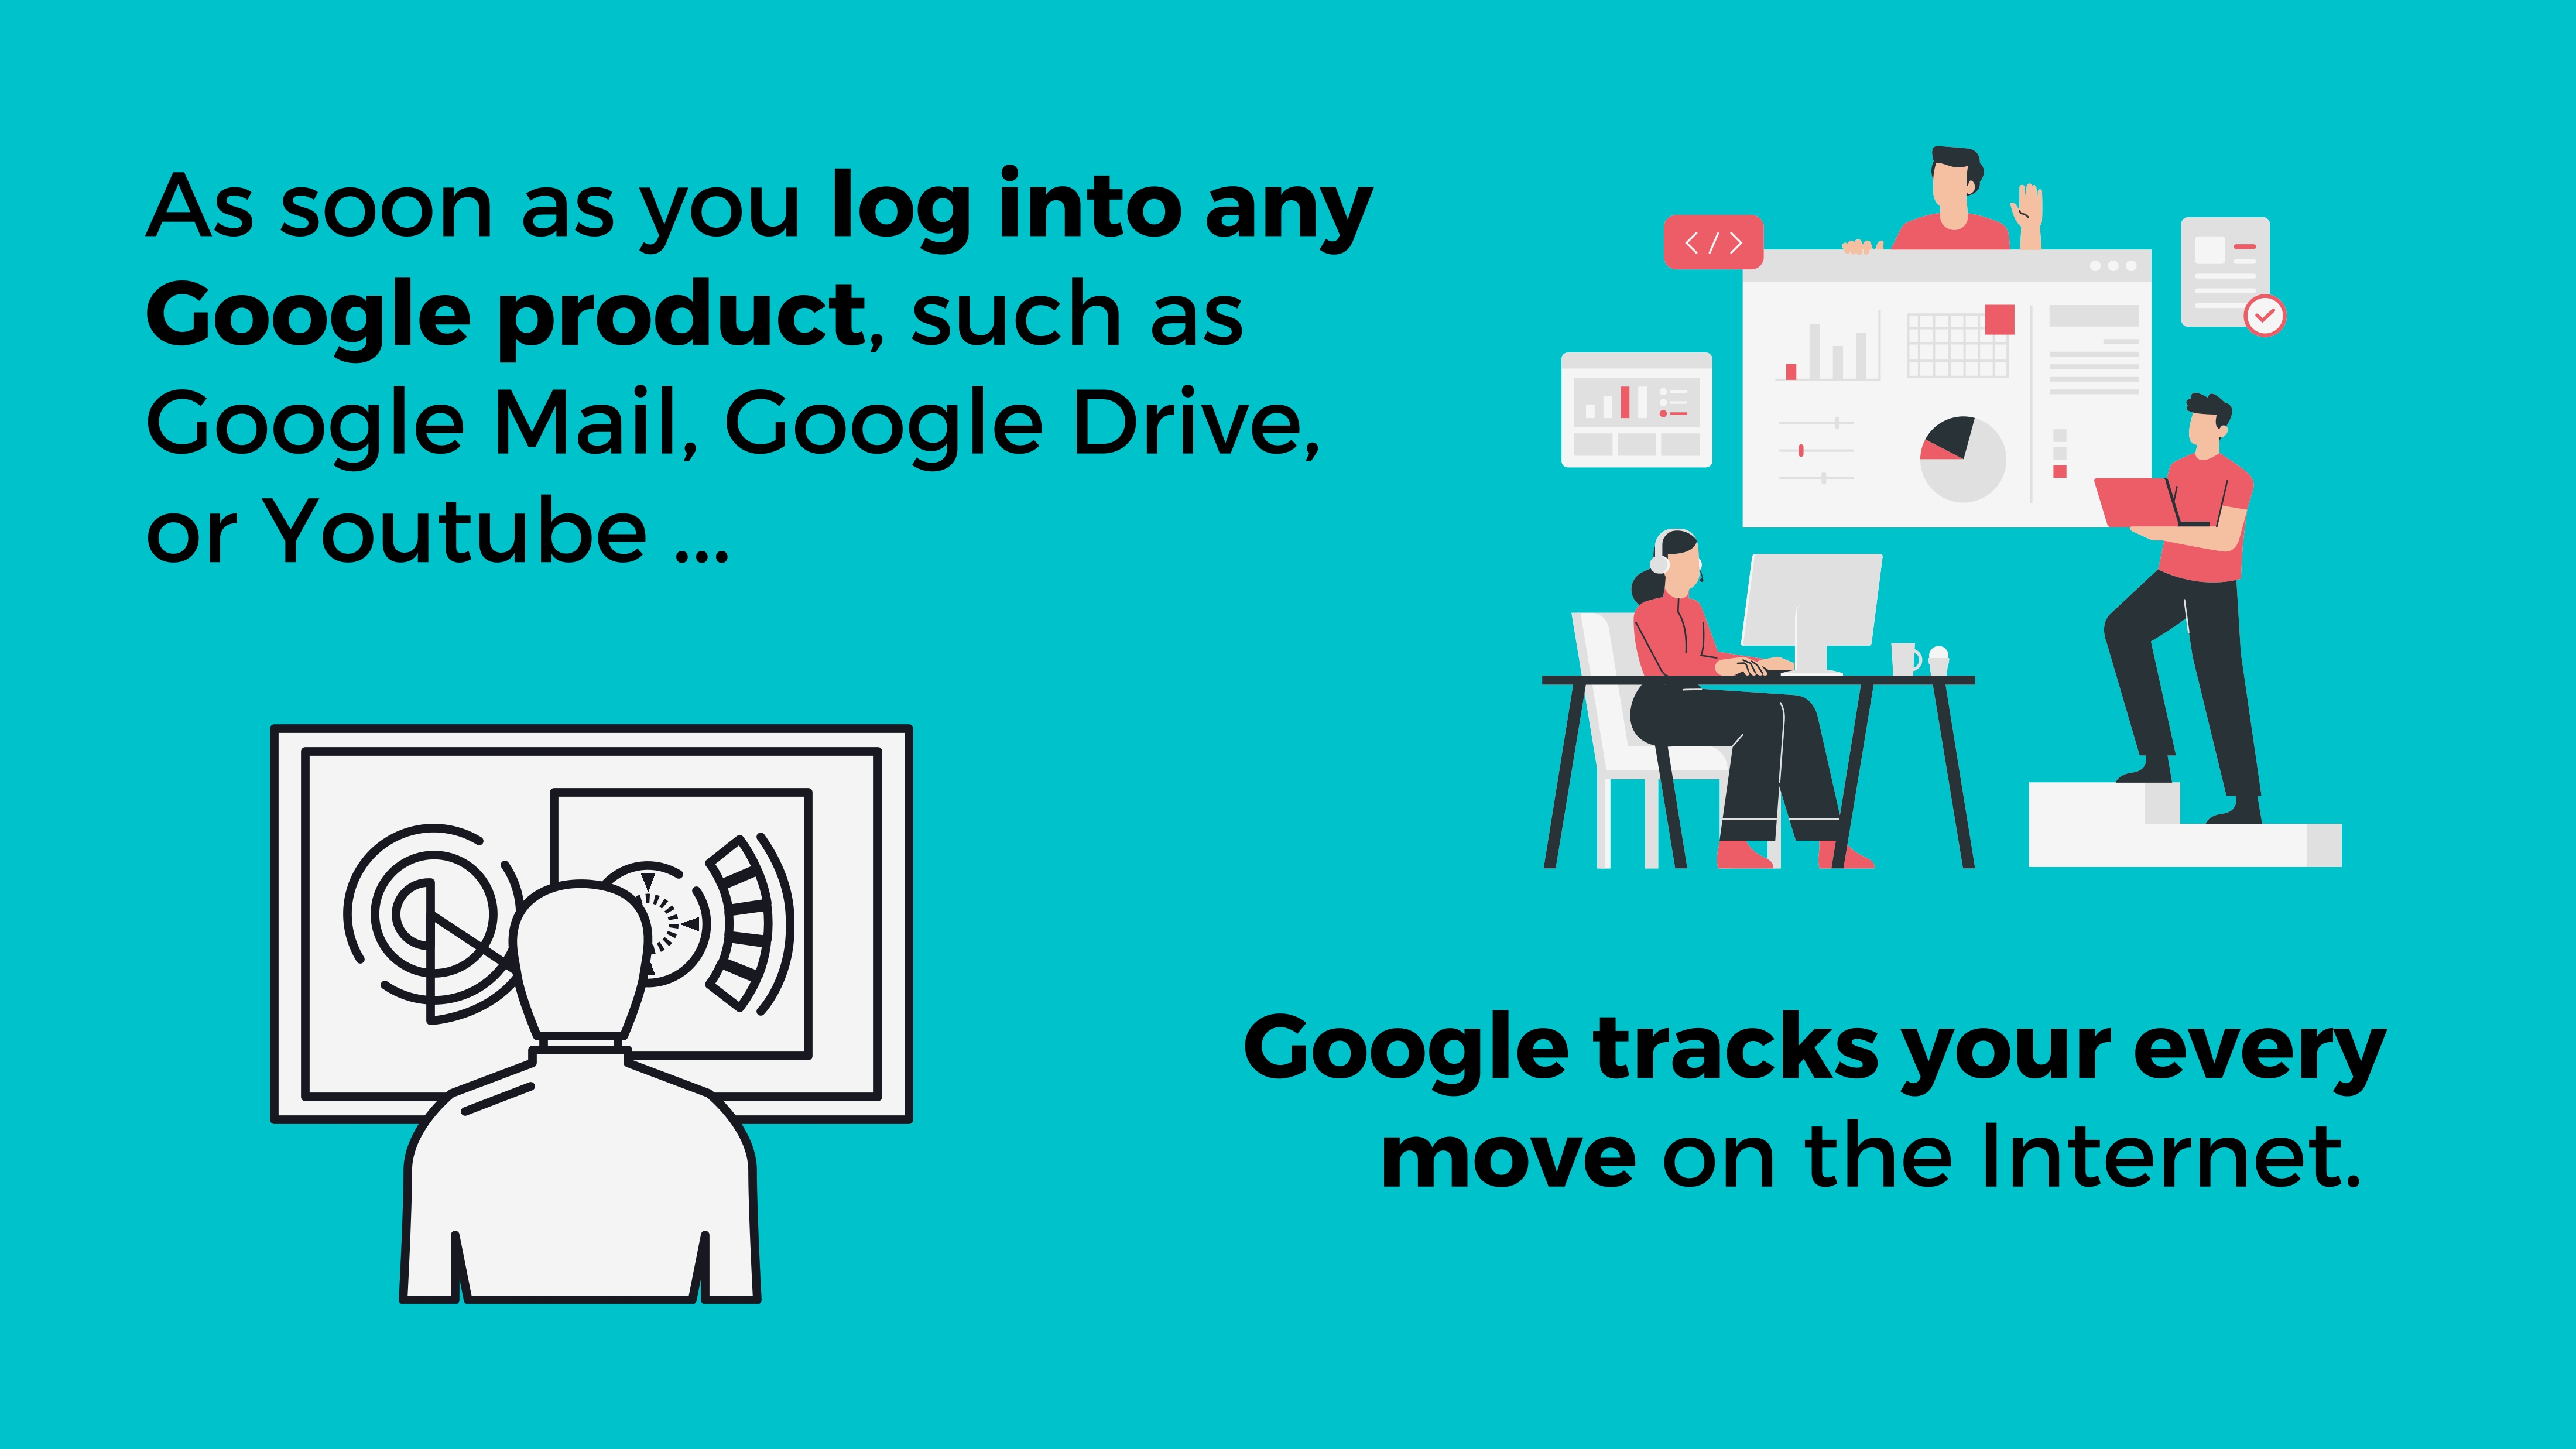 As soon as you log into any
Google product, such as
Google Mail, Google Drive,
or Youtube ...
</>
Google tracks your every
move on the Internet.